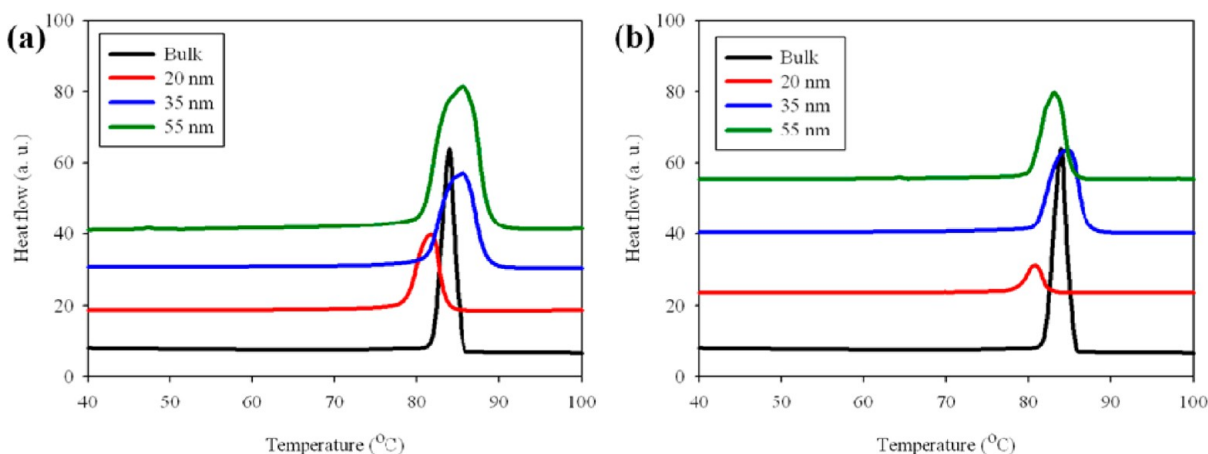 (a)
100
80
60
40
20
0
Heat flow (a. u.)
Bulk
20 nm
35 nm
55 nm
40 50 60 70 80 90 100
Temperature (°C)
(b)
100
80
60
40
20
0
Heat flow (a. u.)
Bulk
20 nm
35 nm
55 nm
40 50 60 70 80 90 100
Temperature (°C)